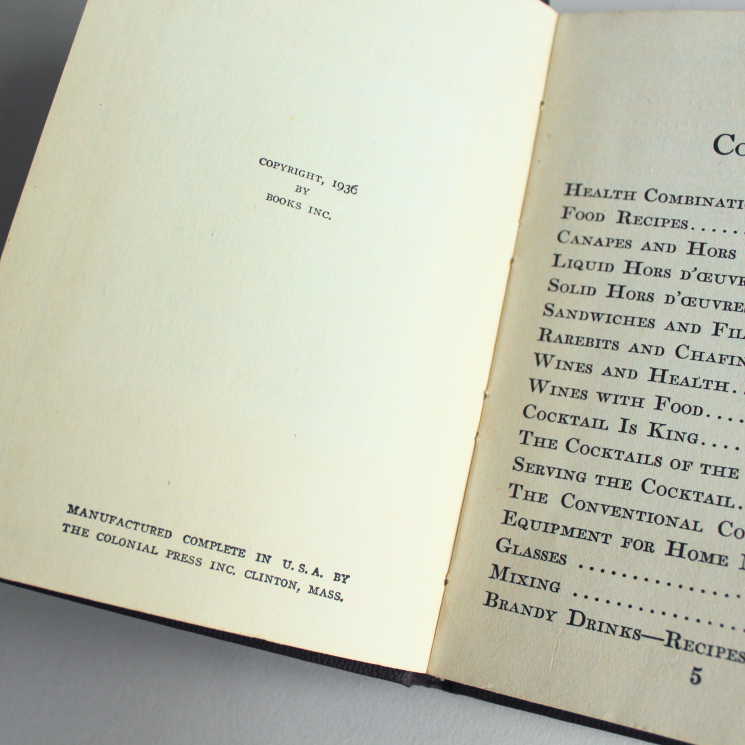 COPYRIGHT, 1936
BY
BOOKS INC.
MANUFACTURED COMPLETE IN U. S. A. BY
THE COLONIAL PRESS INC. CLINTON, MASS.
Co
HEALTH COMBINATI
FOOD RECIPES.....
CANAPES AND HORS
LIQUID HORS D'ŒUVR
SOLID HORS D'ŒUVRE
SANDWICHES AND FIL
RAREBITS AND CHAFIN
WINES AND HEALTH..
WINES WITH FOOD....
COCKTAIL IS KING....
THE COCKTAILS OF THE
SERVING THE COCKTAIL.
THE CONVENTIONAL CO
EQUIPMENT FOR HOME
GLASSES ................
MIXING ................
BRANDY DRINKS—RECIPES
5